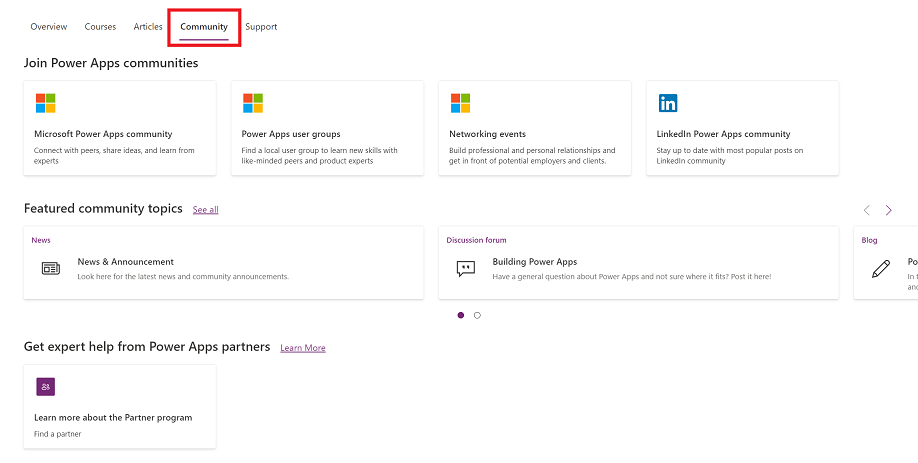 Overview Courses Articles Community Support
Join Power Apps communities
Microsoft Power Apps community
Connect with peers, share ideas, and learn from
experts
Power Apps user groups
Find a local user group to learn new skills with
like-minded peers and product experts
Networking events
Build professional and personal relationships and
get in front of potential employers and clients.
LinkedIn Power Apps community
Stay up to date with most popular posts on
LinkedIn community
Featured community topics See all
News
News & Announcement
Look here for the latest news and community announcements.
Discussion forum
Building Power Apps
Have a general question about Power Apps and not sure where it fits? Post it here!
Blog
Po
In t
anc
Get expert help from Power Apps partners Learn More
Learn more about the Partner program
Find a partner